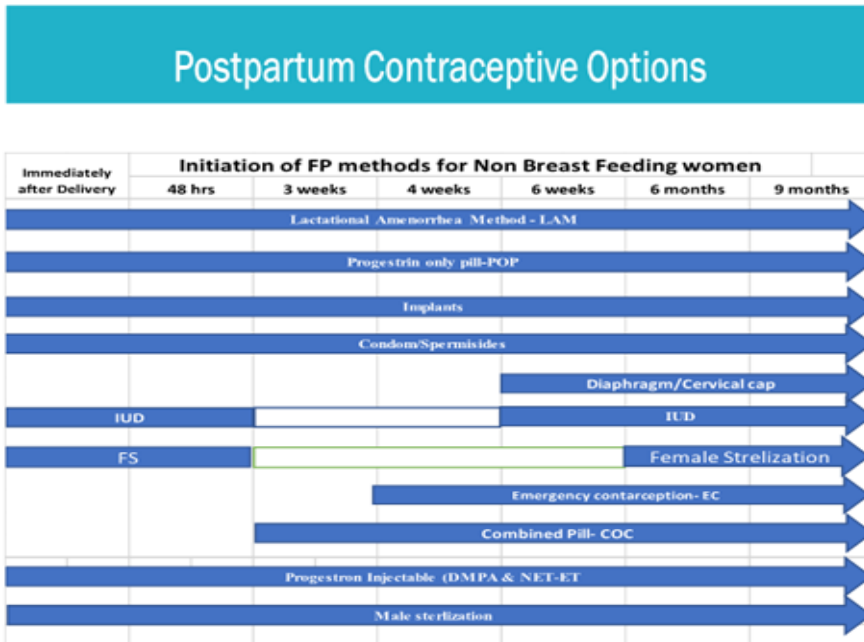 Postpartum Contraceptive Options
Immediately after Delivery
Initiation of FP methods for Non Breast Feeding women
48 hrs 3 weeks 4 weeks 6 weeks 6 months 9 months
Lactational Amenorrhea Method - LAM
Progestrin only pill-POP
Implants
Condom/Spermisides
Diaphragm/Cervical cap
IUD IUD
FS Female Strelization
Emergency contarception- EC
Combined Pill- COC
Progestron Injectable (DMPA & NET-ET
Male sterlization